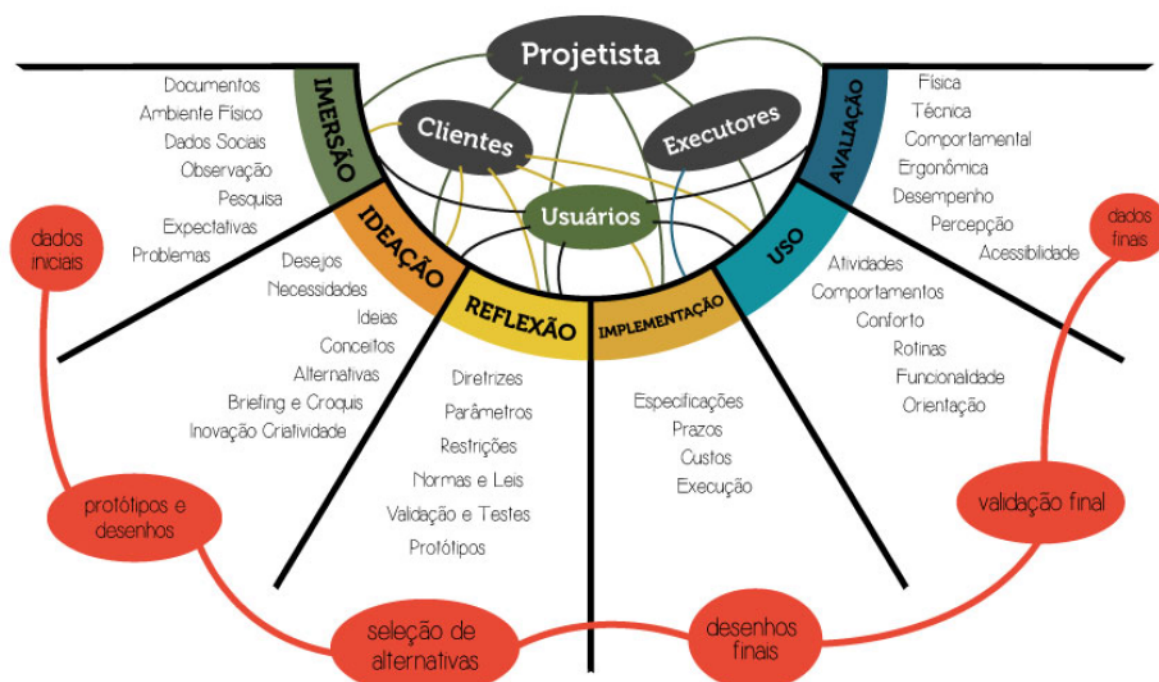 Projetista
Clientes
Executores
Usuários
IMERSÃO
Documentos
Ambiente Físico
Dados Sociais
Observação
Pesquisa
Expectativas
Problemas
IDEAÇÃO
Desejos
Necessidades
Ideias
Conceitos
Alternativas
Briefing e Croquis
Inovação Criatividade
REFLEXÃO
Diretrizes
Parâmetros
Restrições
Normas e Leis
Validação e Testes
Protótipos
IMPLEMENTAÇÃO
Especificações
Prazos
Custos
Execução
USO
Atividades
Comportamentos
Conforto
Rotinas
Funcionalidade
Orientação
AVALIAÇÃO
Física
Técnica
Comportamental
Ergonômica
Desempenho
Percepção
Acessibilidade
dados
iniciais
protótipos e
desenhos
seleção de
alternativas
desenhos
finais
validação final
dados
finais